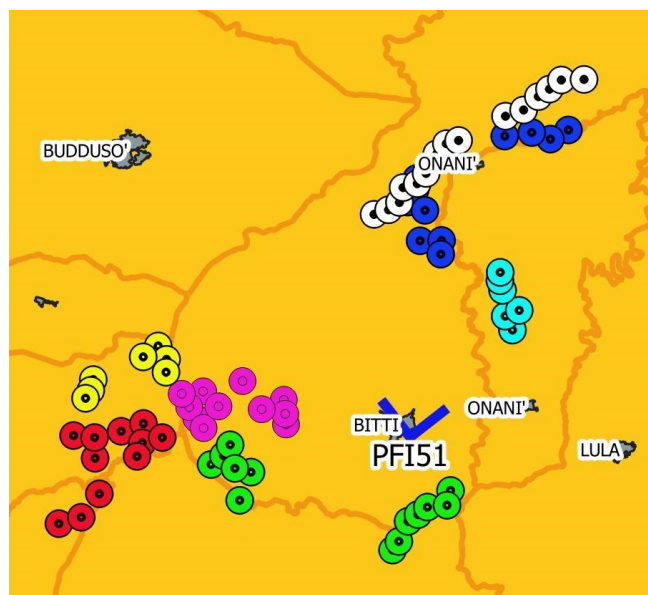 BUDDUSO'
ONANI'
ONANI'
BITTI
LULA
PFI51